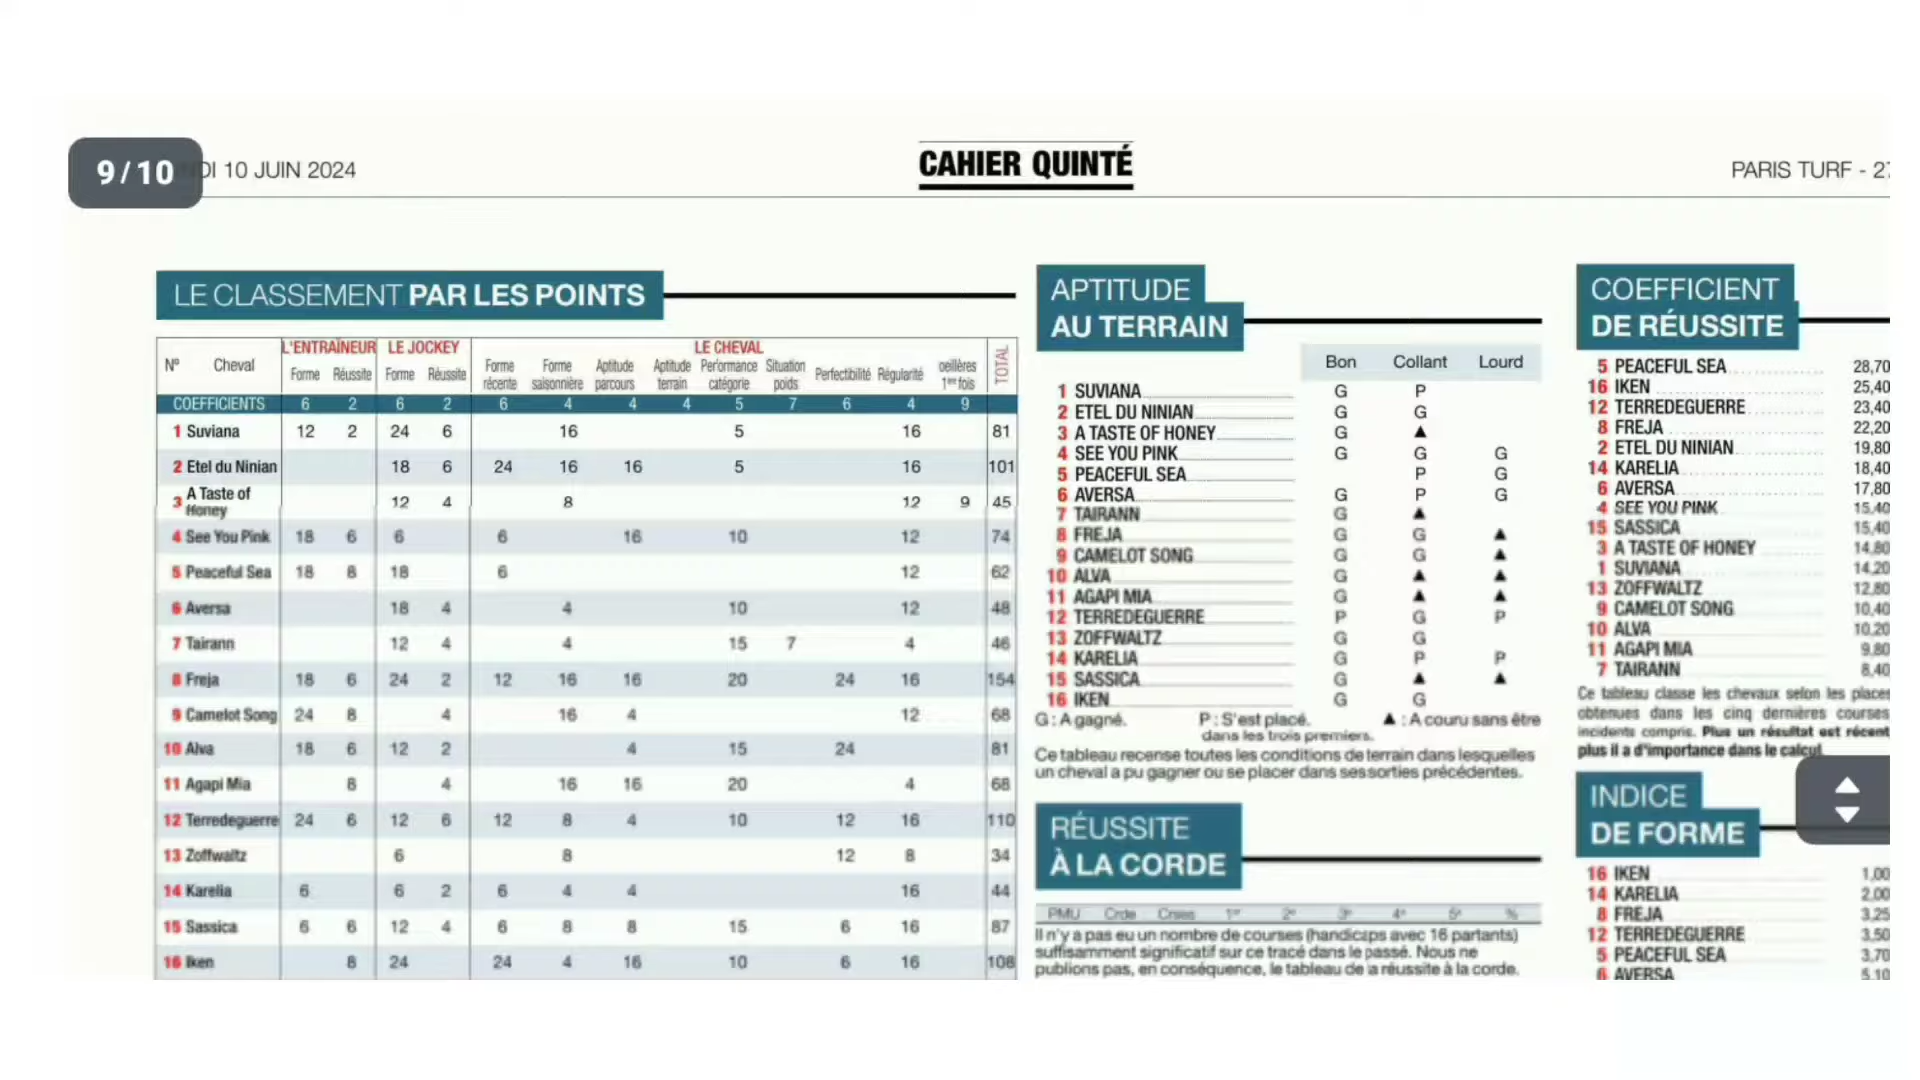 9/10
DI 10 JUIN 2024
CAHIER QUINTÉ
PARIS TURF - 27
LE CLASSEMENT PAR LES POINTS
L'ENTRAÎNEUR LE JOCKEY LE CHEVAL
N° Cheval Forme Réussite Forme Réussite Forme récente Forme saisonnière Aptitude parcours Aptitude terrain Performance catégorie Situation poids Perfectibilité Régularité oeillères 1ère fois TOTAL
COEFFICIENTS 6 2 6 2 6 4 4 4 5 7 6 4 9
1 Suviana 12 2 24 6 16 5 16 81
2 Etel du Ninian 18 6 24 16 16 5 16 101
3 A Taste of Honey 12 4 8 12 9 45
4 See You Pink 18 6 6 6 16 10 12 74
5 Peaceful Sea 18 8 18 6 12 62
6 Aversa 18 4 4 10 12 48
7 Tairann 12 4 4 15 7 4 46
8 Freja 18 6 24 2 12 16 16 20 24 16 154
9 Camelot Song 24 8 4 16 4 12 68
10 Alva 18 6 12 2 4 15 24 81
11 Agapi Mia 8 4 16 16 20 4 68
12 Terredeguerre 24 6 12 6 12 8 4 10 12 16 110
13 Zoffwaltz 6 8 12 8 34
14 Karelia 6 6 2 6 4 4 16 44
15 Sassica 6 6 12 4 6 8 8 15 6 16 87
16 Iken 8 24 24 4 16 10 6 16 108
APTITUDE
AU TERRAIN
Bon Collant Lourd
1 SUVIANA G P
2 ETEL DU NINIAN G G
3 A TASTE OF HONEY G ▲
4 SEE YOU PINK G G G
5 PEACEFUL SEA P G
6 AVERSA G P G
7 TAIRANN G ▲
8 FREJA G G ▲
9 CAMELOT SONG G G ▲
10 ALVA G ▲ ▲
11 AGAPI MIA G ▲ ▲
12 TERREDEGUERRE P G P
13 ZOFFWALTZ G G
14 KARELIA G P P
15 SASSICA G ▲ ▲
16 IKEN G G
G : A gagné. P : S'est placé. ▲ : A couru sans être
dans les trois premiers.
Ce tableau recense toutes les conditions de terrain dans lesquelles
un cheval a pu gagner ou se placer dans ses sorties précédentes.
RÉUSSITE
À LA CORDE
PMU Crde Crses 1er 2e 3e 4e 5e %
Il n'y a pas eu un nombre de courses (handicaps avec 16 partants)
suffisamment significatif sur ce tracé dans le passé. Nous ne
publions pas, en conséquence, le tableau de la réussite à la corde.
COEFFICIENT
DE RÉUSSITE
5 PEACEFUL SEA 28,70
16 IKEN 25,40
12 TERREDEGUERRE 23,40
8 FREJA 22,20
2 ETEL DU NINIAN 19,80
14 KARELIA 18,40
6 AVERSA 17,80
4 SEE YOU PINK 15,40
15 SASSICA 15,40
3 A TASTE OF HONEY 14,80
1 SUVIANA 14,20
13 ZOFFWALTZ 12,80
9 CAMELOT SONG 10,40
10 ALVA 10,20
11 AGAPI MIA 9,80
7 TAIRANN 8,40
Ce tableau classe les chevaux selon les places
obtenues dans les cinq dernières courses
incidents compris. Plus un résultat est récent
plus il a d'importance dans le calcul
INDICE
DE FORME
16 IKEN 1,00
14 KARELIA 2,00
8 FREJA 3,25
12 TERREDEGUERRE 3,50
5 PEACEFUL SEA 3,70
6 AVERSA 5,10